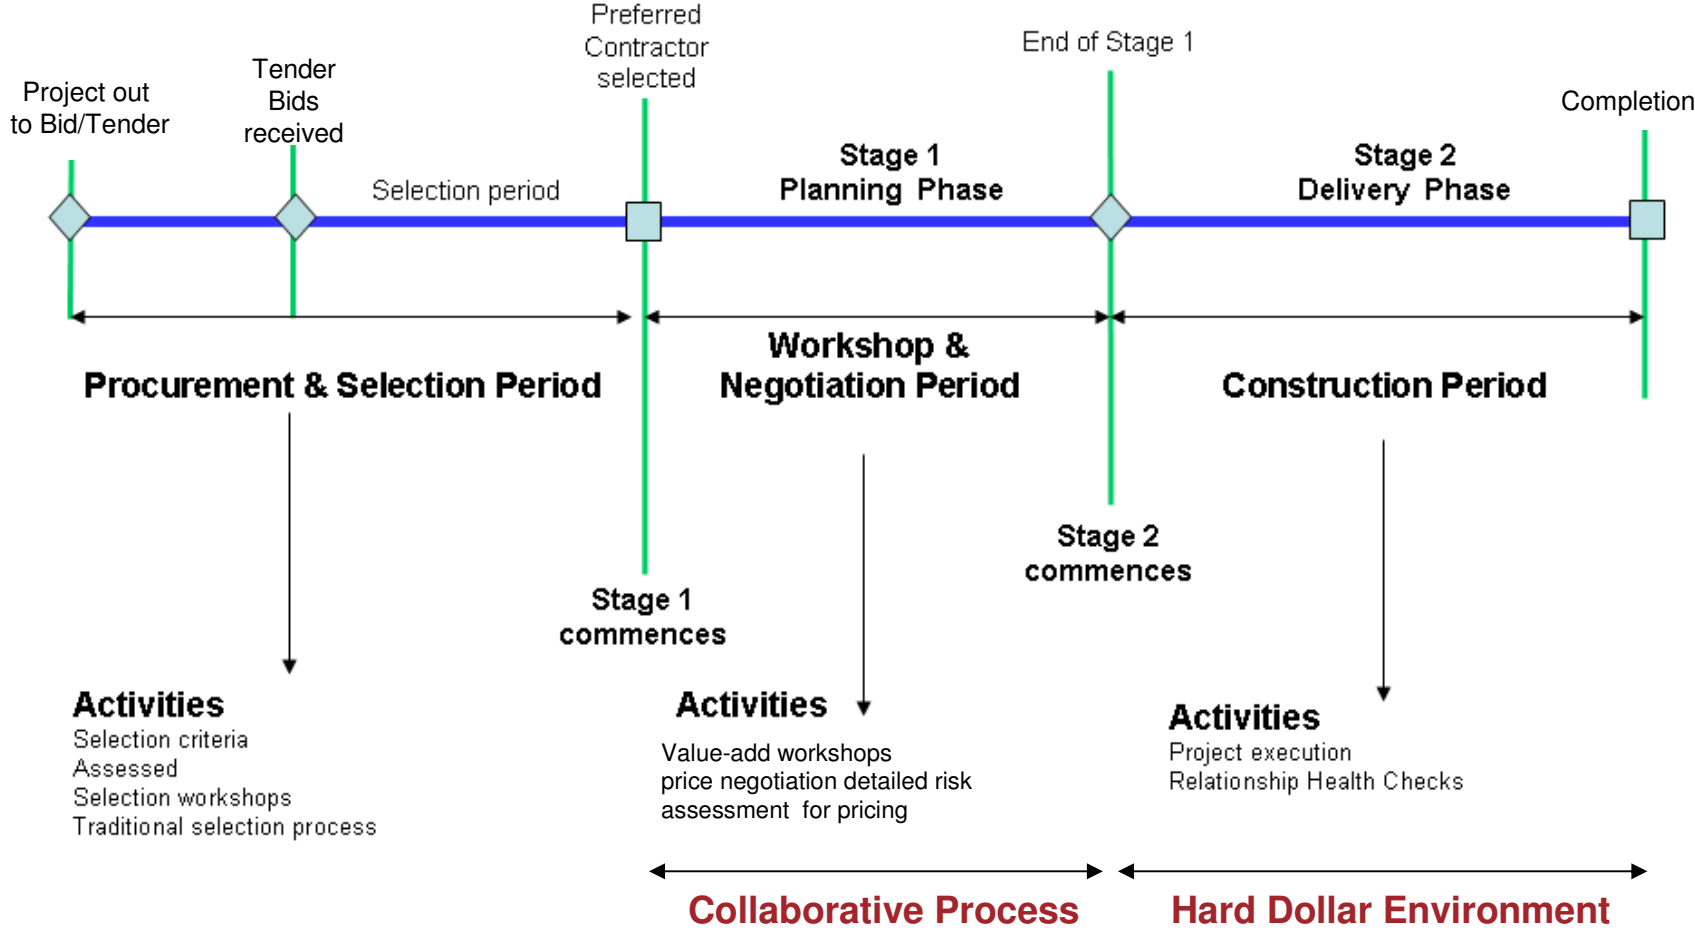 Preferred
Contractor
selected
End of Stage 1
Tender
Bids
received
Project out
to Bid/Tender
Completion
Selection period
Stage 1
Planning Phase
Stage 2
Delivery Phase
Procurement & Selection Period
Workshop &
Negotiation Period
Construction Period
Stage 1
commences
Stage 2
commences
Activities
Selection criteria
Assessed
Selection workshops
Traditional selection process
Activities
Value-add workshops
price negotiation detailed risk
assessment for pricing
Activities
Project execution
Relationship Health Checks
Collaborative Process
Hard Dollar Environment